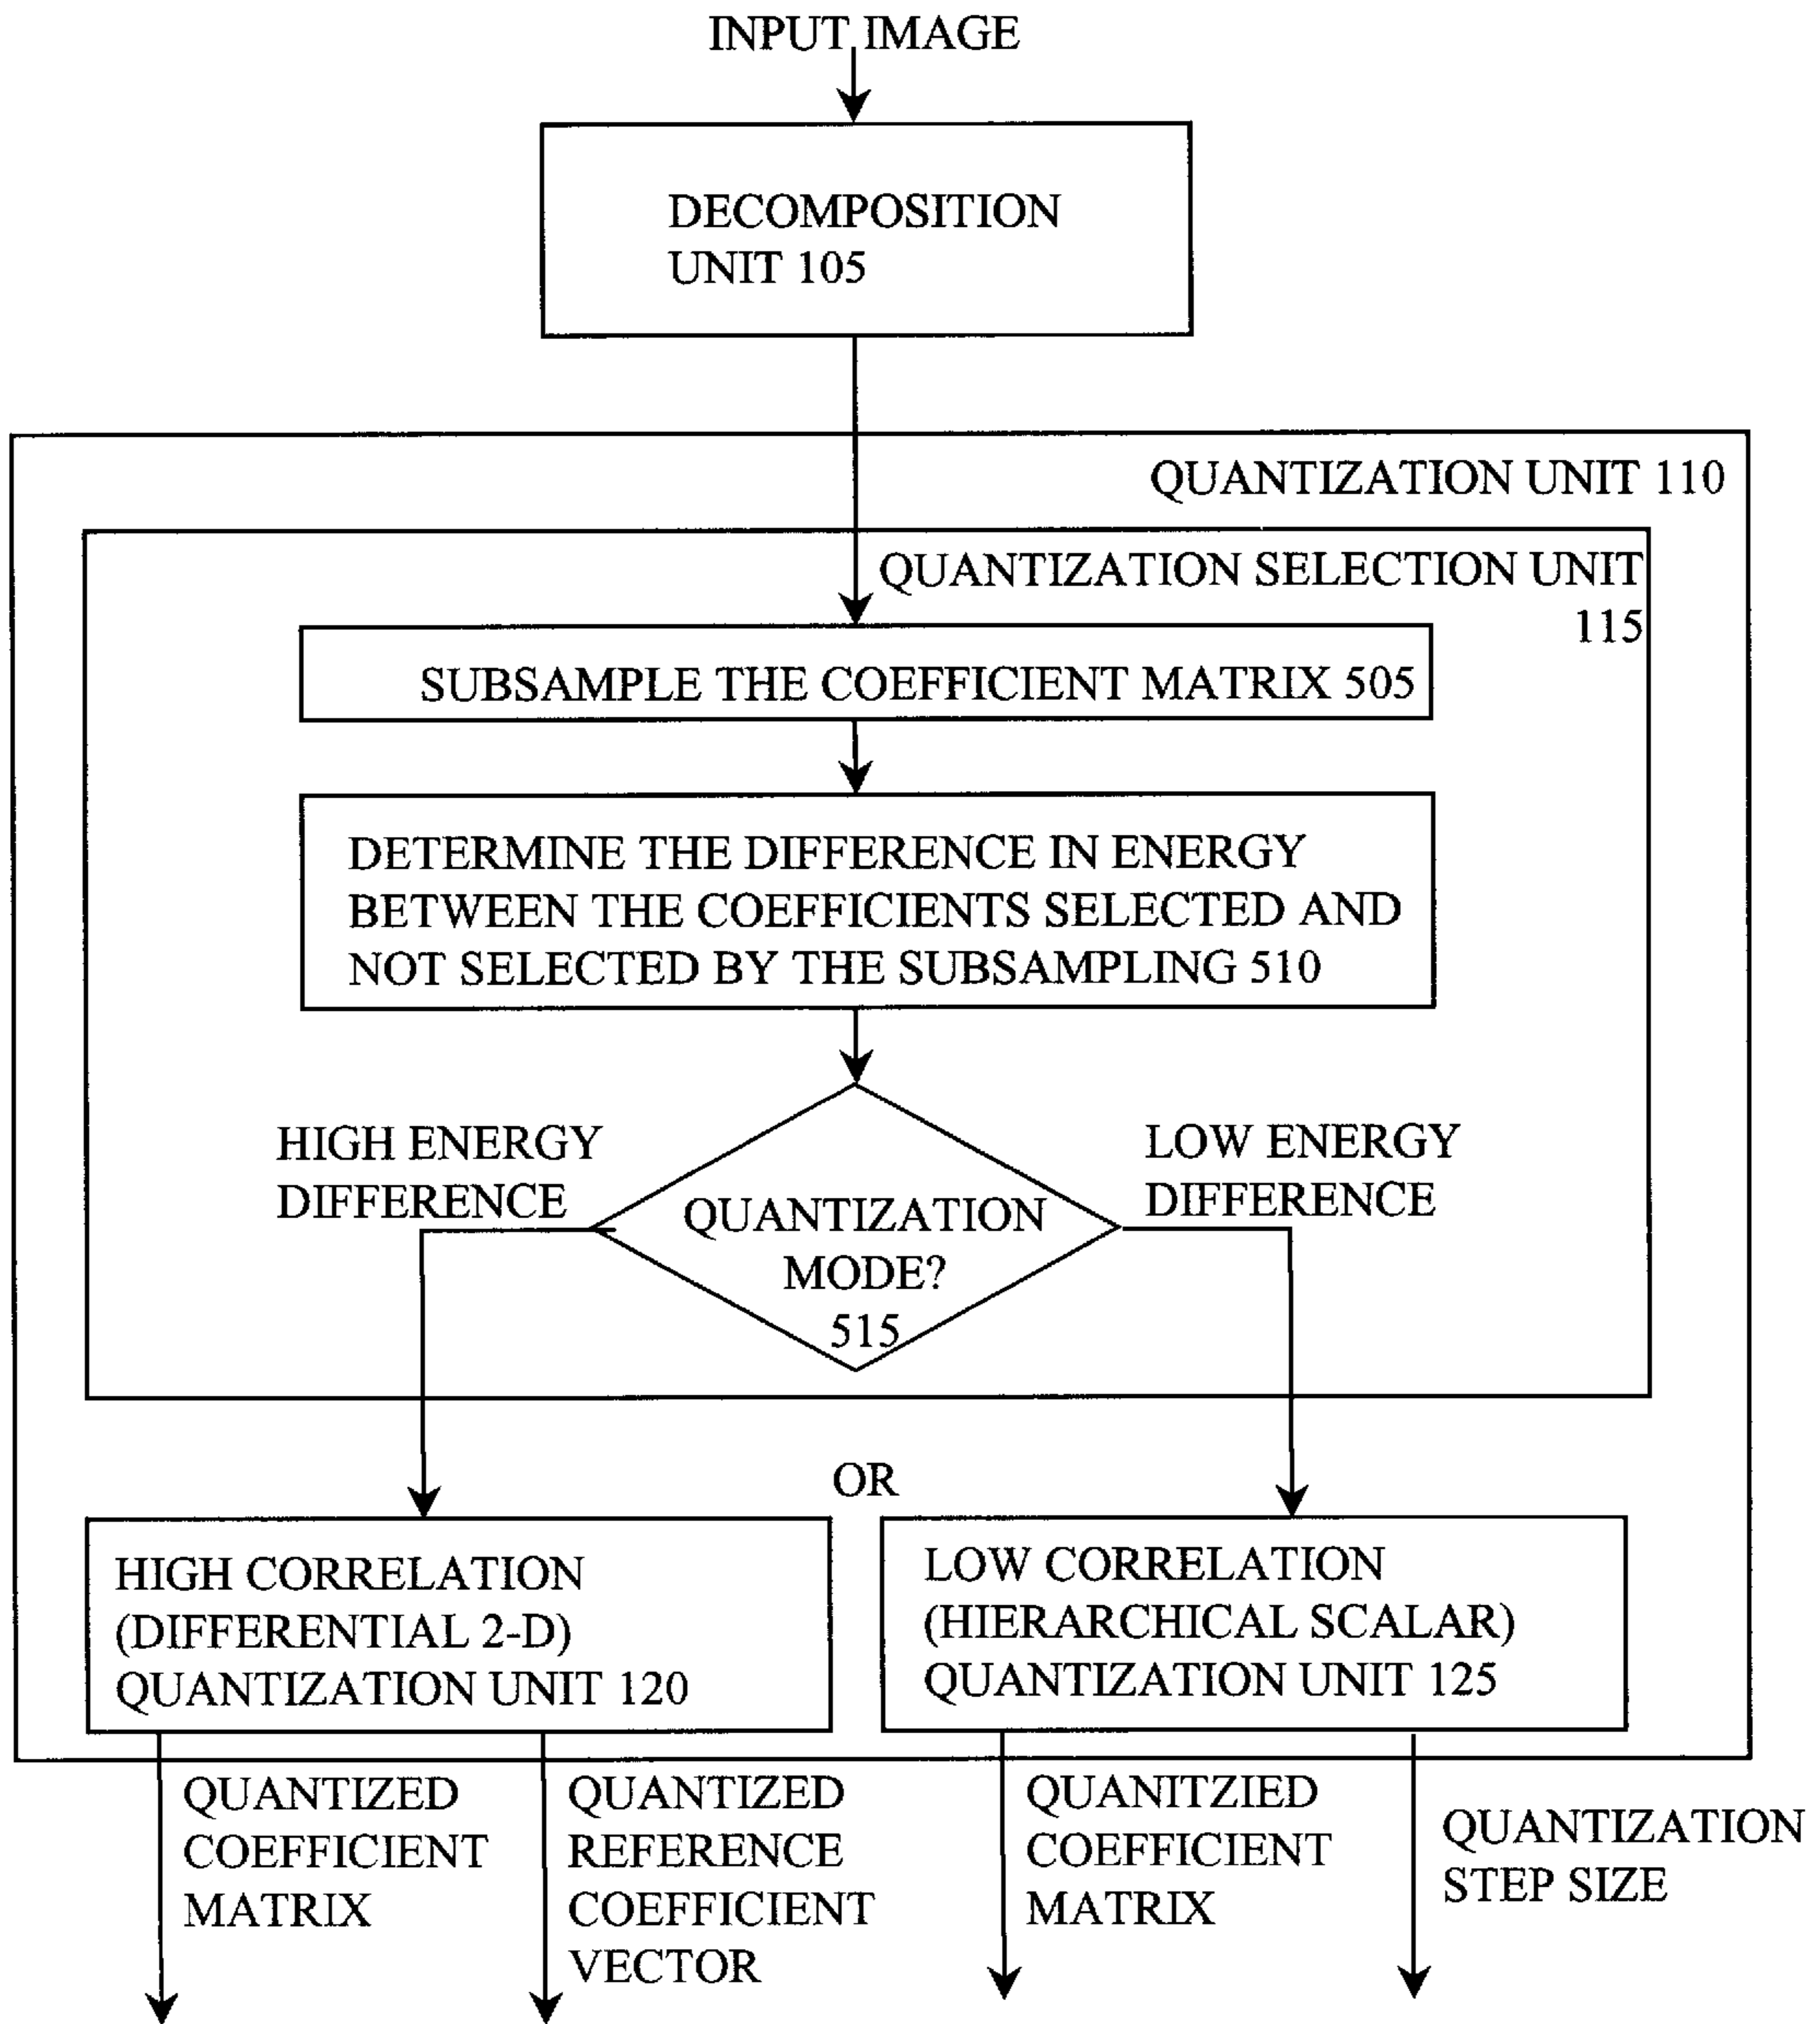 INPUT IMAGE
DECOMPOSITION
UNIT 105
QUANTIZATION UNIT 110
QUANTIZATION SELECTION UNIT
115
SUBSAMPLE THE COEFFICIENT MATRIX 505
DETERMINE THE DIFFERENCE IN ENERGY
BETWEEN THE COEFFICIENTS SELECTED AND
NOT SELECTED BY THE SUBSAMPLING 510
HIGH ENERGY
DIFFERENCE
LOW ENERGY
DIFFERENCE
QUANTIZATION
MODE?
515
OR
HIGH CORRELATION
(DIFFERENTIAL 2-D)
QUANTIZATION UNIT 120
LOW CORRELATION
(HIERARCHICAL SCALAR)
QUANTIZATION UNIT 125
QUANTIZED
COEFFICIENT
MATRIX
QUANTIZED
REFERENCE
COEFFICIENT
VECTOR
QUANITZIED
COEFFICIENT
MATRIX
QUANTIZATION
STEP SIZE